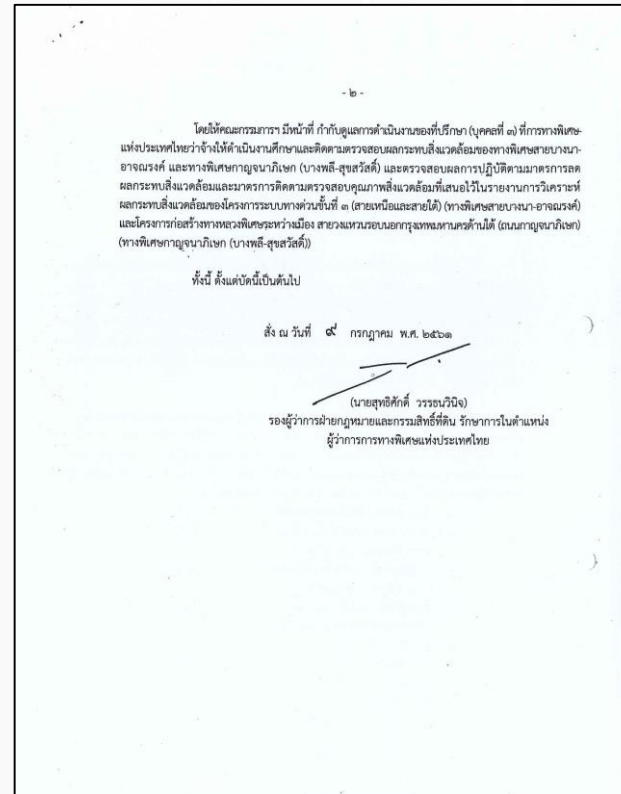 - ๒ -
โดยให้คณะกรรมการฯ มีหน้าที่ กำกับดูแลการดำเนินงานของที่ปรึกษา (บุคคลที่ ๓) ที่การทางพิเศษ-
แห่งประเทศไทยว่าจ้างให้ดำเนินงานศึกษาและติดตามตรวจสอบผลกระทบสิ่งแวดล้อมของทางพิเศษสายบางนา-
อาจณรงค์ และทางพิเศษกาญจนาภิเษก (บางพลี-สุขสวัสดิ์) และตรวจสอบผลการปฏิบัติตามมาตรการลด
ผลกระทบสิ่งแวดล้อมและมาตรการติดตามตรวจสอบคุณภาพสิ่งแวดล้อมที่เสนอไว้ในรายงานการวิเคราะห์
ผลกระทบสิ่งแวดล้อมของโครงการระบบทางด่วนขั้นที่ ๓ (สายเหนือและสายใต้) (ทางพิเศษสายบางนา-อาจณรงค์)
และโครงการก่อสร้างทางหลวงพิเศษระหว่างเมือง สายวงแหวนรอบนอกกรุงเทพมหานครด้านใต้ (ถนนกาญจนาภิเษก)
(ทางพิเศษกาญจนาภิเษก (บางพลี-สุขสวัสดิ์))
ทั้งนี้ ตั้งแต่บัดนี้เป็นต้นไป
สั่ง ณ วันที่ ๙ กรกฎาคม พ.ศ. ๒๕๖๑
(นายสุทธิศักดิ์ วรรธนวินิจ)
รองผู้ว่าการฝ่ายกฎหมายและกรรมสิทธิ์ที่ดิน รักษาการในตำแหน่ง
ผู้ว่าการการทางพิเศษแห่งประเทศไทย